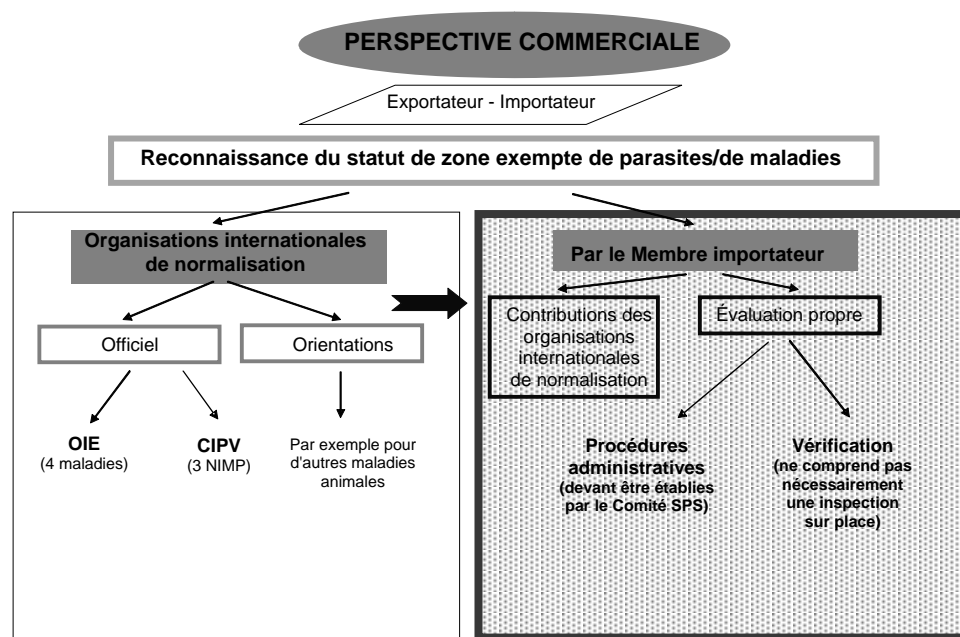 PERSPECTIVE COMMERCIALE
Exportateur - Importateur
Reconnaissance du statut de zone exempte de parasites/de maladies
Organisations internationales
de normalisation
Officiel
Orientations
OIE
(4 maladies)
CIPV
(3 NIMP)
Par exemple pour
d'autres maladies
animales
Par le Membre importateur
Contributions des
organisations
internationales
de normalisation
Évaluation propre
Procédures
administratives
(devant être établies
par le Comité SPS)
Vérification
(ne comprend pas
nécessairement
une inspection
sur place)